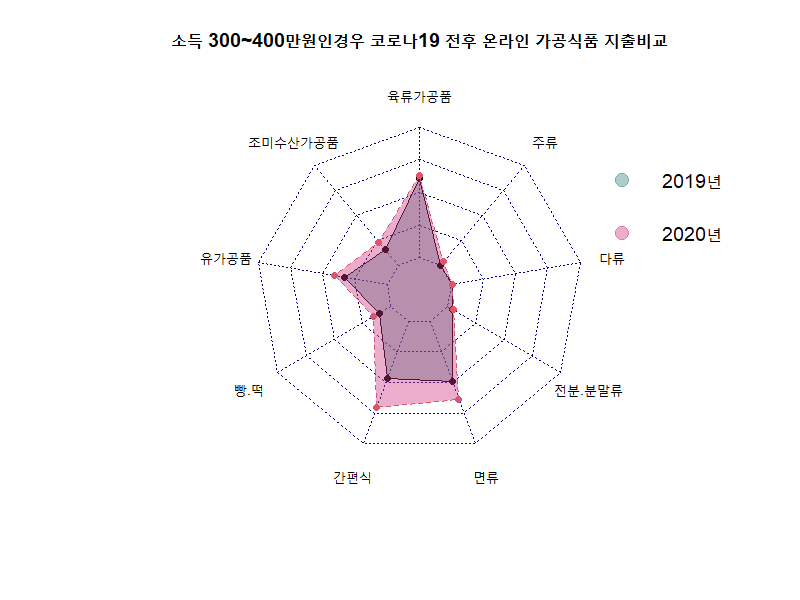 소득 300~400만원인경우 코로나19 전후 온라인 가공식품 지출비교
육류가공품
조미수산가공품
주류
2019년
2020년
유가공품
다류
빵.떡
전분.분말류
간편식
면류